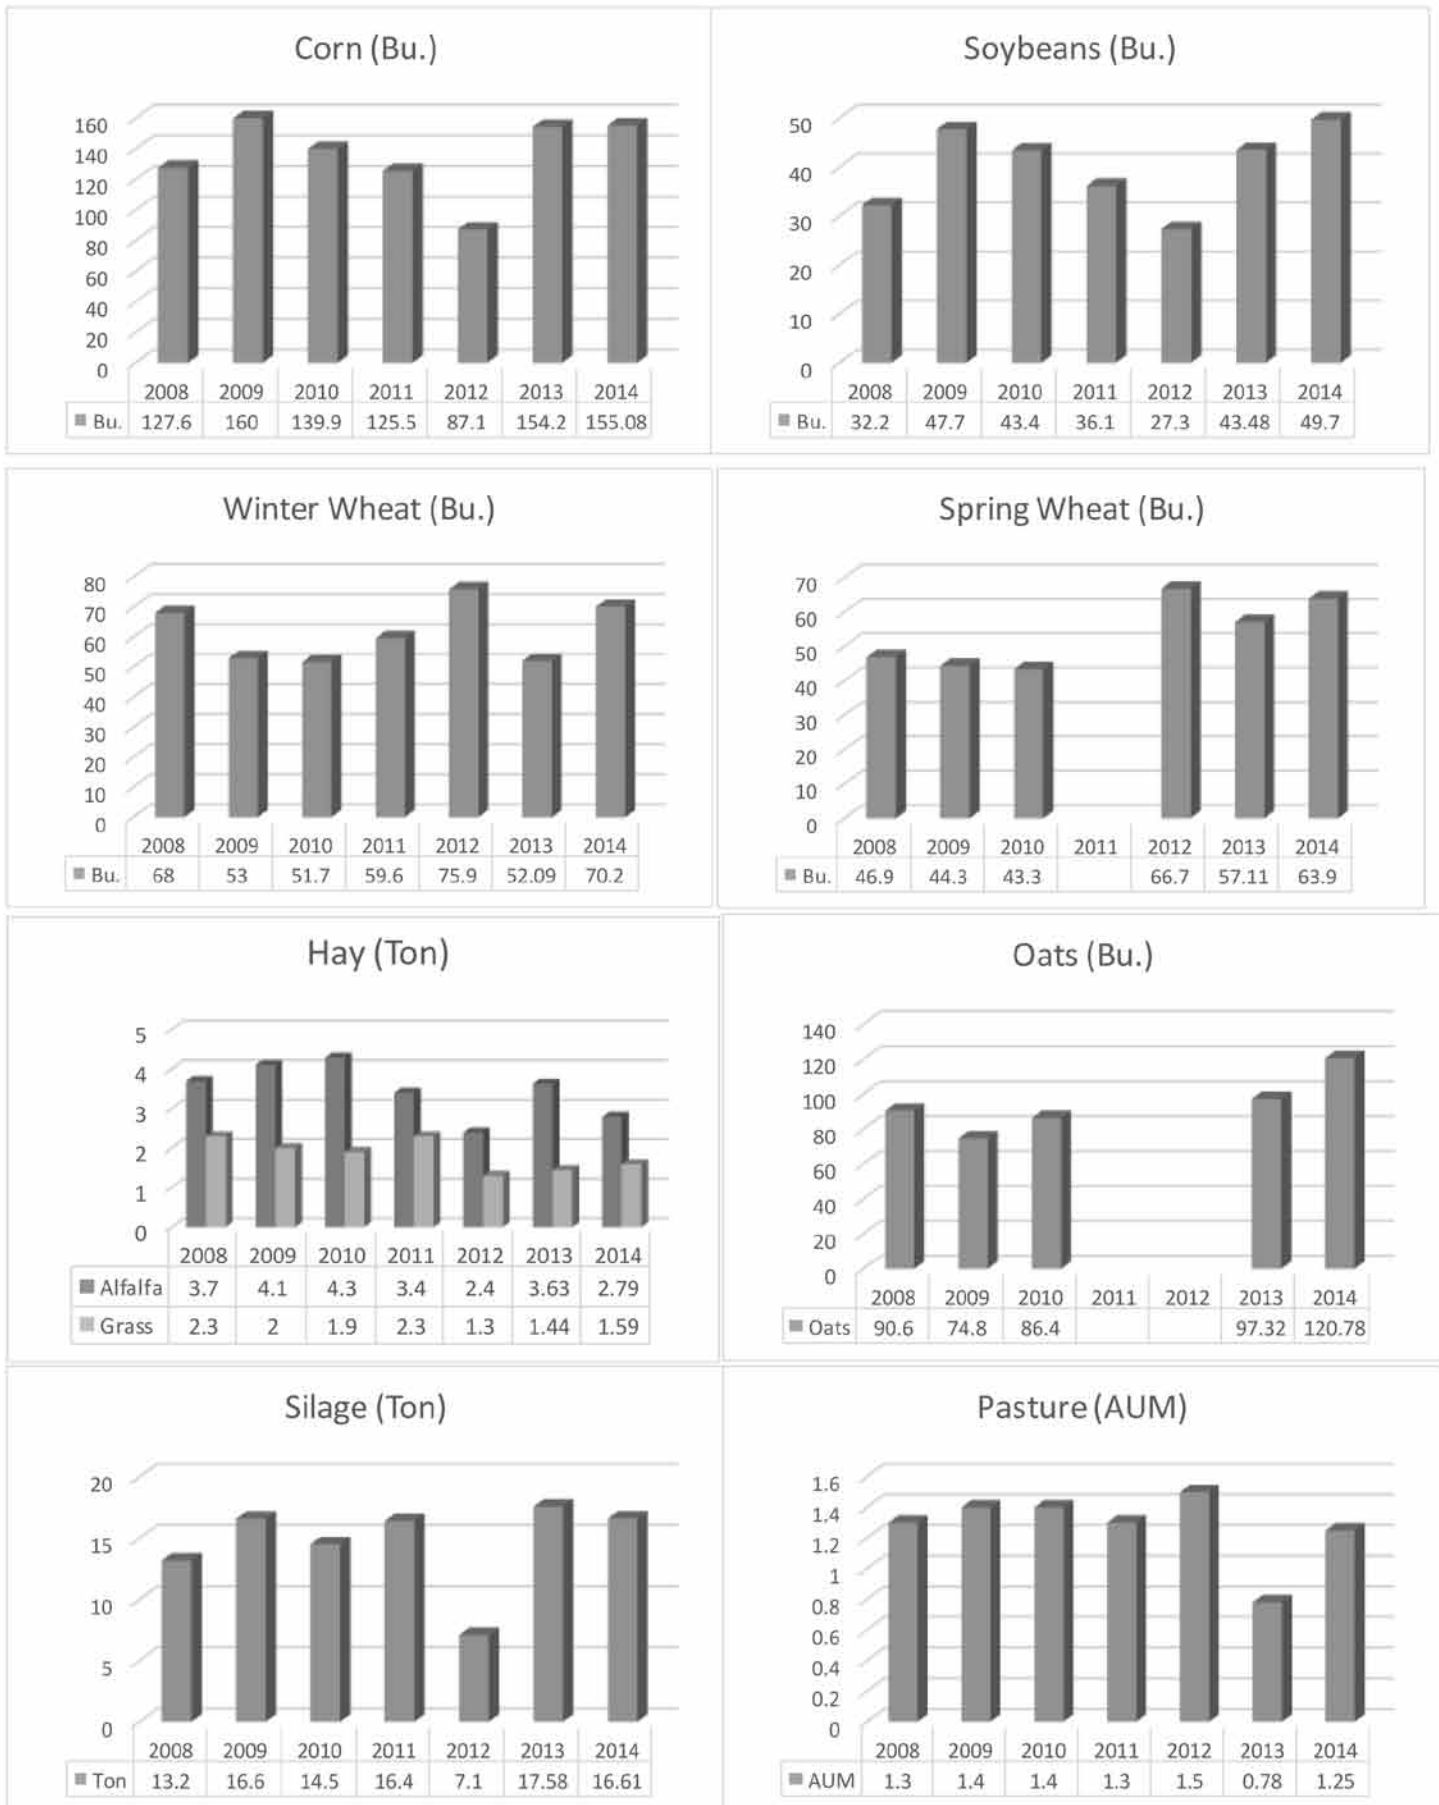 Corn (Bu.)
160
140
120
100
80
60
40
20
0
2008 2009 2010 2011 2012 2013 2014
Bu. 127.6 160 139.9 125.5 87.1 154.2 155.08
Soybeans (Bu.)
50
40
30
20
10
0
2008 2009 2010 2011 2012 2013 2014
Bu. 32.2 47.7 43.4 36.1 27.3 43.48 49.7
Winter Wheat (Bu.)
80
70
60
50
40
30
20
10
0
2008 2009 2010 2011 2012 2013 2014
Bu. 68 53 51.7 59.6 75.9 52.09 70.2
Spring Wheat (Bu.)
70
60
50
40
30
20
10
0
2008 2009 2010 2011 2012 2013 2014
Bu. 46.9 44.3 43.3 66.7 57.11 63.9
Hay (Ton)
5
4
3
2
1
0
2008 2009 2010 2011 2012 2013 2014
Alfalfa 3.7 4.1 4.3 3.4 2.4 3.63 2.79
Grass 2.3 2 1.9 2.3 1.3 1.44 1.59
Oats (Bu.)
140
120
100
80
60
40
20
0
2008 2009 2010 2011 2012 2013 2014
Oats 90.6 74.8 86.4 97.32 120.78
Silage (Ton)
20
15
10
5
0
2008 2009 2010 2011 2012 2013 2014
Ton 13.2 16.6 14.5 16.4 7.1 17.58 16.61
Pasture (AUM)
1.6
1.4
1.2
1
0.8
0.6
0.4
0.2
0
2008 2009 2010 2011 2012 2013 2014
AUM 1.3 1.4 1.4 1.3 1.5 0.78 1.25